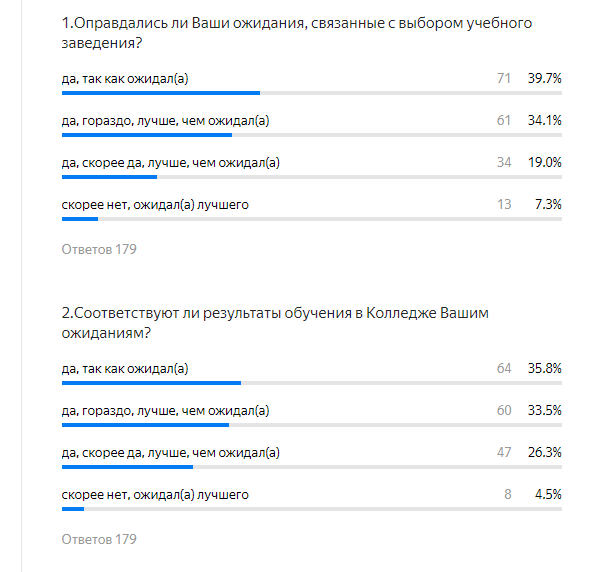 1.Оправдались ли Ваши ожидания, связанные с выбором учебного
заведения?
да, так как ожидал(а) 71 39.7%
да, гораздо, лучше, чем ожидал(а) 61 34.1%
да, скорее да, лучше, чем ожидал(а) 34 19.0%
скорее нет, ожидал(а) лучшего 13 7.3%
Ответов 179
2.Соответствуют ли результаты обучения в Колледже Вашим
ожиданиям?
да, так как ожидал(а) 64 35.8%
да, гораздо, лучше, чем ожидал(а) 60 33.5%
да, скорее да, лучше, чем ожидал(а) 47 26.3%
скорее нет, ожидал(а) лучшего 8 4.5%
Ответов 179